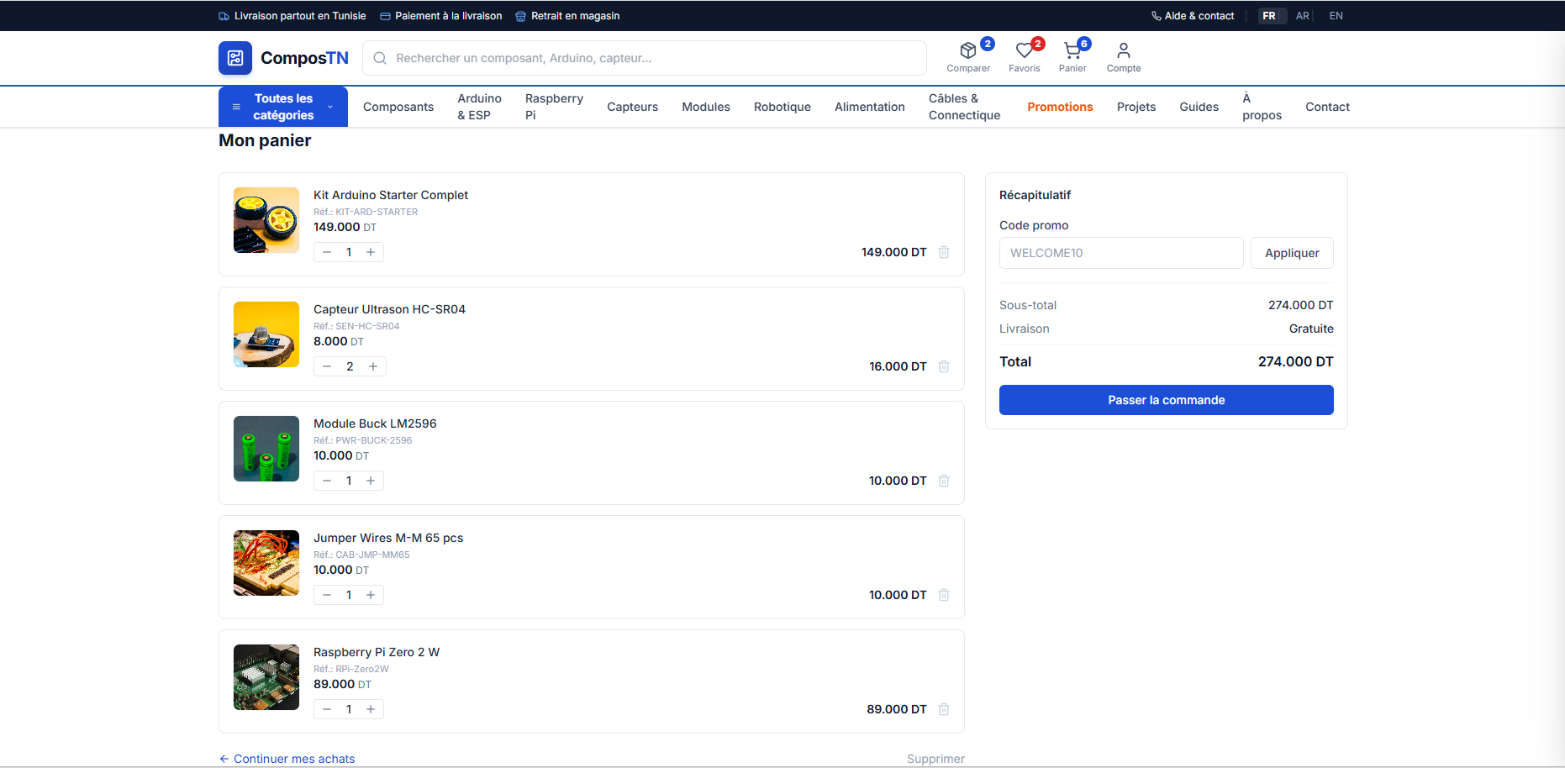 Livraison partout en Tunisie Paiement à la livraison Retrait en magasin Aide & contact FR AR EN
ComposTN Rechercher un composant, Arduino, capteur... 2 2 6
Comparer Favoris Panier Compte
Toutes les catégories Composants Arduino & ESP Raspberry Pi Capteurs Modules Robotique Alimentation Câbles & Connectique Promotions Projets Guides À propos Contact
Mon panier
Kit Arduino Starter Complet
Réf.: KIT-ARD-STARTER
149.000 DT
− 1 + 149.000 DT
Capteur Ultrason HC-SR04
Réf.: SEN-HC-SR04
8.000 DT
− 2 + 16.000 DT
Module Buck LM2596
Réf.: PWR-BUCK-2596
10.000 DT
− 1 + 10.000 DT
Jumper Wires M-M 65 pcs
Réf.: CAB-JMP-MM65
10.000 DT
− 1 + 10.000 DT
Raspberry Pi Zero 2 W
Réf.: RPi-Zero2W
89.000 DT
− 1 + 89.000 DT
← Continuer mes achats Supprimer
Récapitulatif
Code promo
WELCOME10 Appliquer
Sous-total 274.000 DT
Livraison Gratuite
Total 274.000 DT
Passer la commande